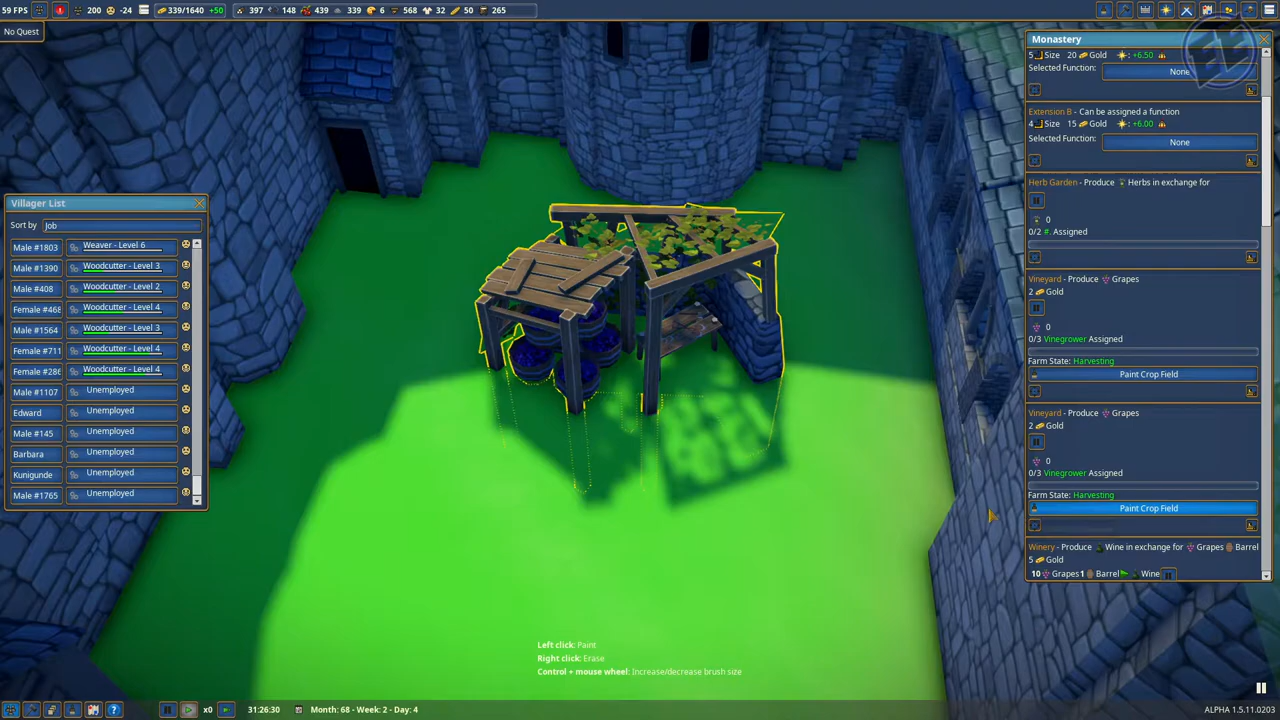 59 FPS 200 -24 339/1640 +50 397 148 439 339 6 568 32 50 265
No Quest
Monastery
5 Size 20 Gold : +6.50
Selected Function: None
Extension B - Can be assigned a function
4 Size 15 Gold : +6.00
Selected Function: None
Herb Garden - Produce Herbs in exchange for
0
0/2 #. Assigned
Vineyard - Produce Grapes
2 Gold
0
0/3 Vinegrower Assigned
Farm State: Harvesting
Paint Crop Field
Vineyard - Produce Grapes
2 Gold
0
0/3 Vinegrower Assigned
Farm State: Harvesting
Paint Crop Field
Winery - Produce Wine in exchange for Grapes Barrel
5 Gold
10 Grapes 1 Barrel Wine
Villager List
Sort by Job
Male #1803 Weaver - Level 6
Male #1390 Woodcutter - Level 3
Male #408 Woodcutter - Level 2
Female #468 Woodcutter - Level 4
Male #1564 Woodcutter - Level 3
Female #711 Woodcutter - Level 4
Female #286 Woodcutter - Level 4
Male #1107 Unemployed
Edward Unemployed
Male #145 Unemployed
Barbara Unemployed
Kunigunde Unemployed
Male #1765 Unemployed
Left click: Paint
Right click: Erase
Control + mouse wheel: Increase/decrease brush size
x0 31:26:30 Month: 68 - Week: 2 - Day: 4
ALPHA 1.5.11.0203